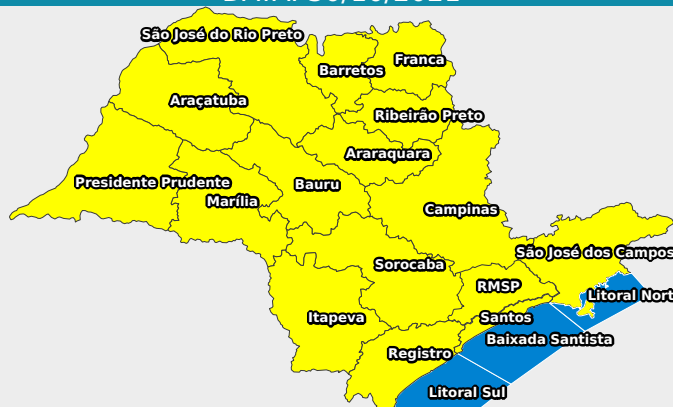 São José do Rio Preto
Franca
Barretos
Araçatuba
Ribeirão Preto
Araraquara
Presidente Prudente
Bauru
Marília
Campinas
São José dos Campos
Sorocaba
RMSP
Litoral Nort
Itapeva
Santos
Baixada Santista
Registro
Litoral Sul